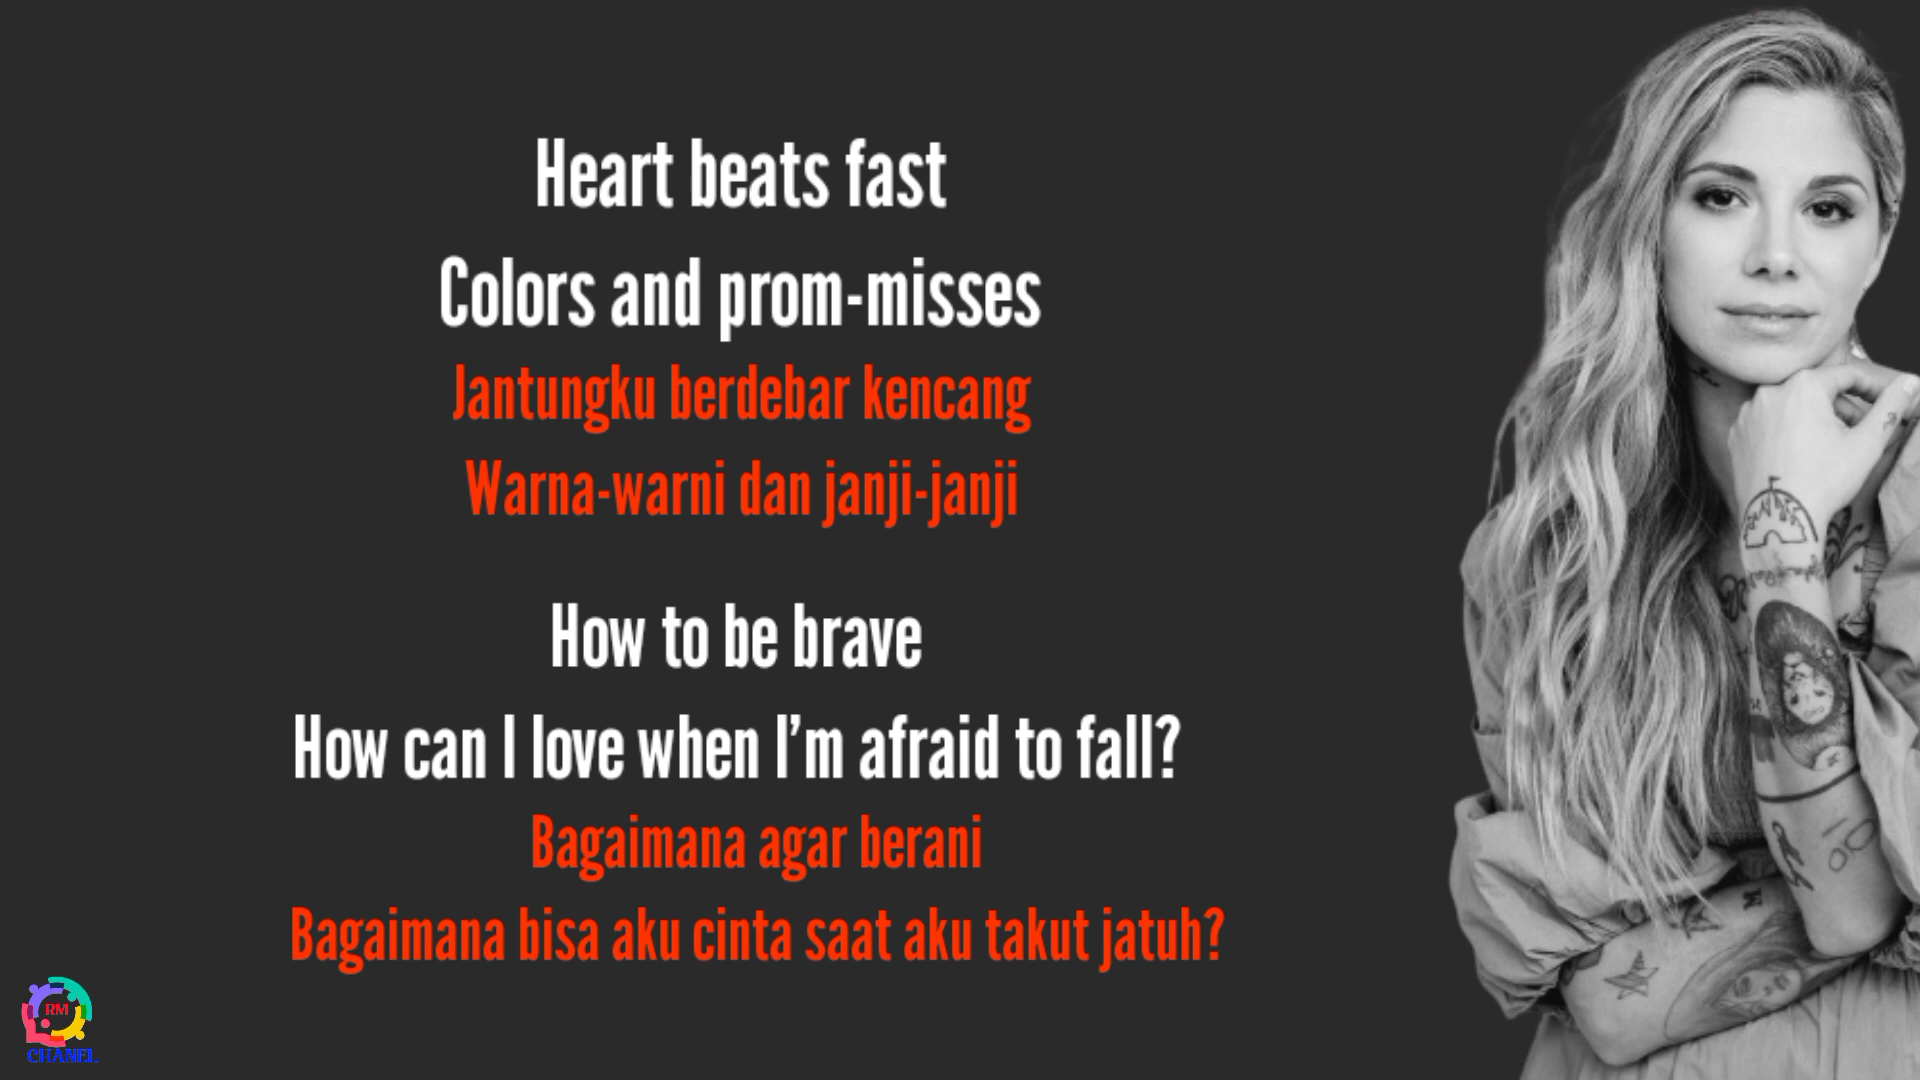 Heart beats fast
Colors and prom-misses
Jantungku berdebar kencang
Warna-warni dan janji-janji
How to be brave
How can I love when I’m afraid to fall?
Bagaimana agar berani
Bagaimana bisa aku cinta saat aku takut jatuh?
RM
CHANEL